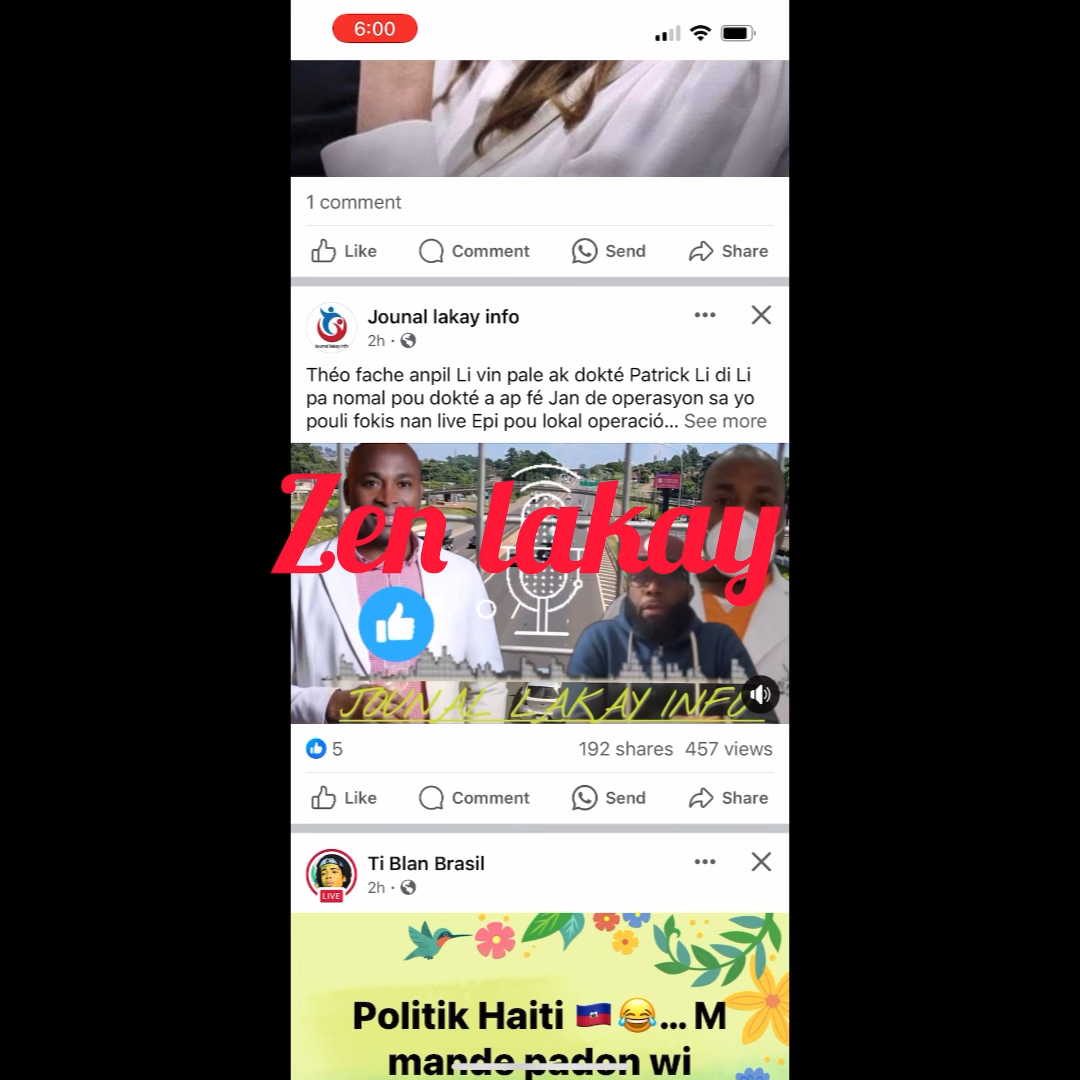 6:00
1 comment
Like Comment Send Share
Jounal lakay info
2h ·
Théo fache anpil Li vin pale ak dokté Patrick Li di Li
pa nomal pou dokté a ap fé Jan de operasyon sa yo
pouli fokis nan live Epi pou lokal operació... See more
Zen lakay
JOUNAL LAKAY INFO
5 192 shares 457 views
Like Comment Send Share
Ti Blan Brasil
LIVE
2h ·
Politik Haiti 🇭🇹😂... M
mande padon wi